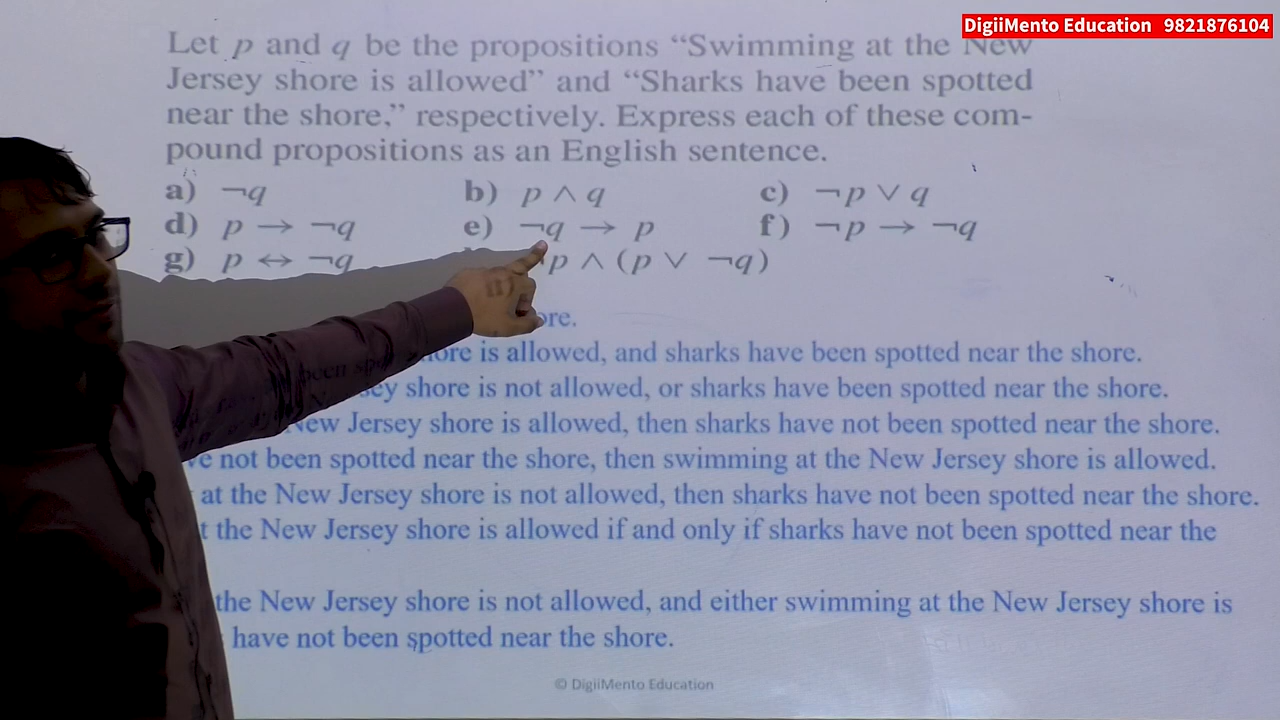 DigiiMento Education 9821876104
Let p and q be the propositions “Swimming at the New
Jersey shore is allowed” and “Sharks have been spotted
near the shore,” respectively. Express each of these com-
pound propositions as an English sentence.
a) ¬q b) p ∧ q c) ¬p ∨ q
d) p → ¬q e) ¬q → p f) ¬p → ¬q
g) p ↔ ¬q ¬p ∧ (p ∨ ¬q)
is allowed, and sharks have been spotted near the shore.
shore is not allowed, or sharks have been spotted near the shore.
New Jersey shore is allowed, then sharks have not been spotted near the shore.
not been spotted near the shore, then swimming at the New Jersey shore is allowed.
at the New Jersey shore is not allowed, then sharks have not been spotted near the shore.
the New Jersey shore is allowed if and only if sharks have not been spotted near the
the New Jersey shore is not allowed, and either swimming at the New Jersey shore is
have not been spotted near the shore.
© DigiiMento Education